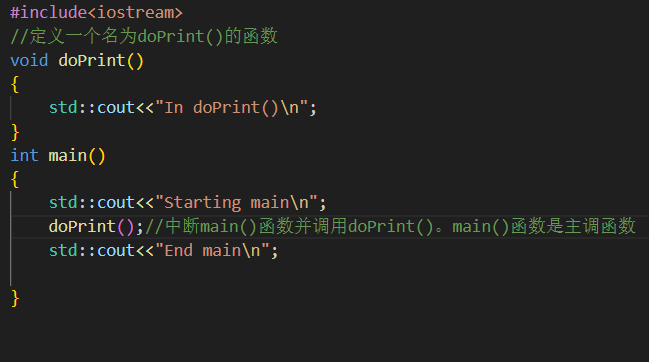 #include<iostream>
//定义一个名为doPrint()的函数
void doPrint()
{
    std::cout<<"In doPrint()\n";
}
int main()
{
    std::cout<<"Starting main\n";
    doPrint();//中断main()函数并调用doPrint()。main()函数是主调函数
    std::cout<<"End main\n";

}